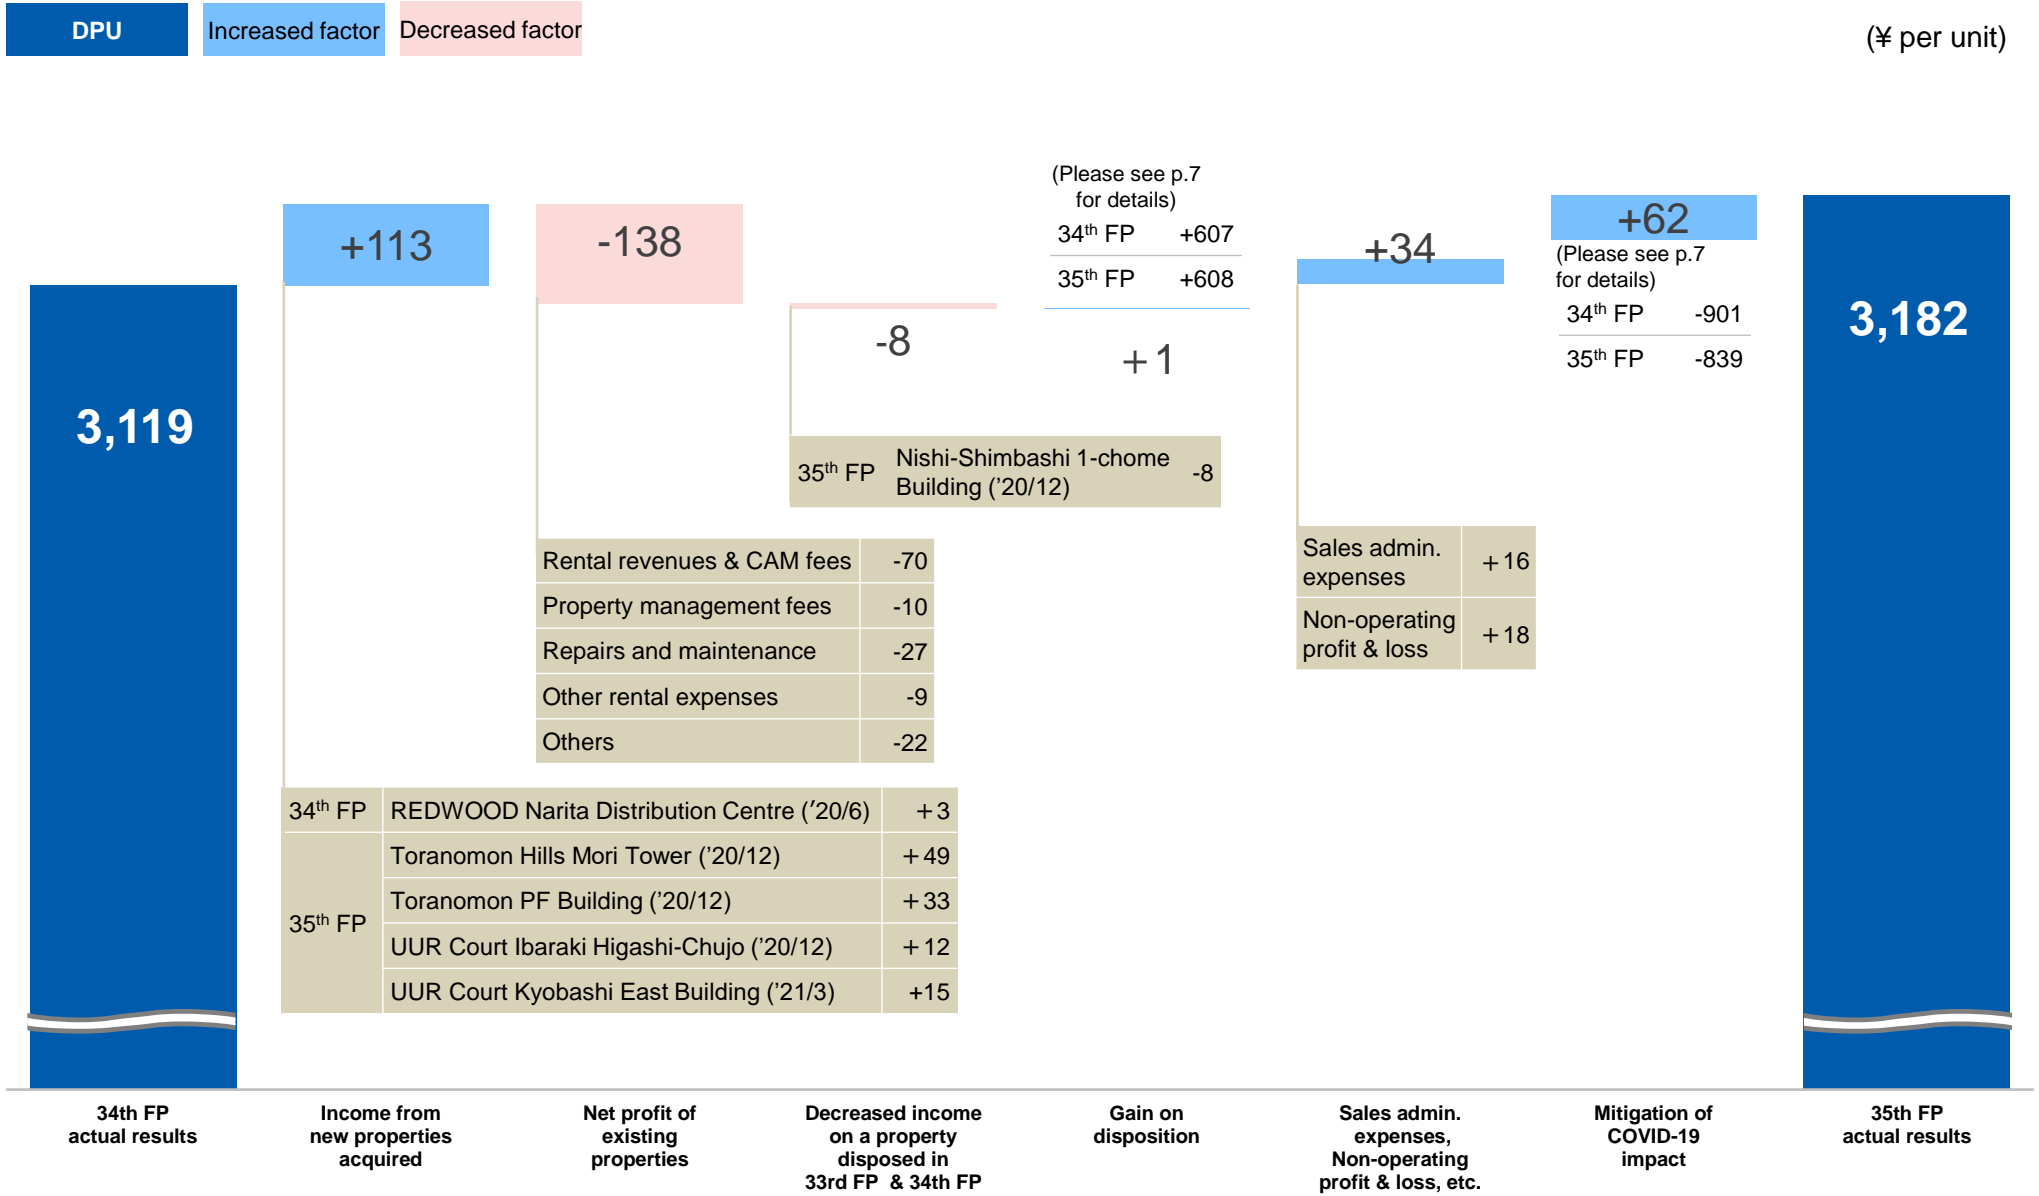 DPU
Increased factor
Decreased factor
(¥ per unit)
3,119
+113
-138
-8
(Please see p.7
for details)
34th FP +607
35th FP +608
+1
+34
+62
(Please see p.7
for details)
34th FP -901
35th FP -839
3,182
35th FP Nishi-Shimbashi 1-chome
Building (’20/12) -8
Rental revenues & CAM fees -70
Property management fees -10
Repairs and maintenance -27
Other rental expenses -9
Others -22
Sales admin.
expenses +16
Non-operating
profit & loss +18
34th FP REDWOOD Narita Distribution Centre (’20/6) +3
35th FP
Toranomon Hills Mori Tower (’20/12) +49
Toranomon PF Building (’20/12) +33
UUR Court Ibaraki Higashi-Chujo (’20/12) +12
UUR Court Kyobashi East Building (’21/3) +15
34th FP
actual results
Income from
new properties
acquired
Net profit of
existing
properties
Decreased income
on a property
disposed in
33rd FP & 34th FP
Gain on
disposition
Sales admin.
expenses,
Non-operating
profit & loss, etc.
Mitigation of
COVID-19
impact
35th FP
actual results